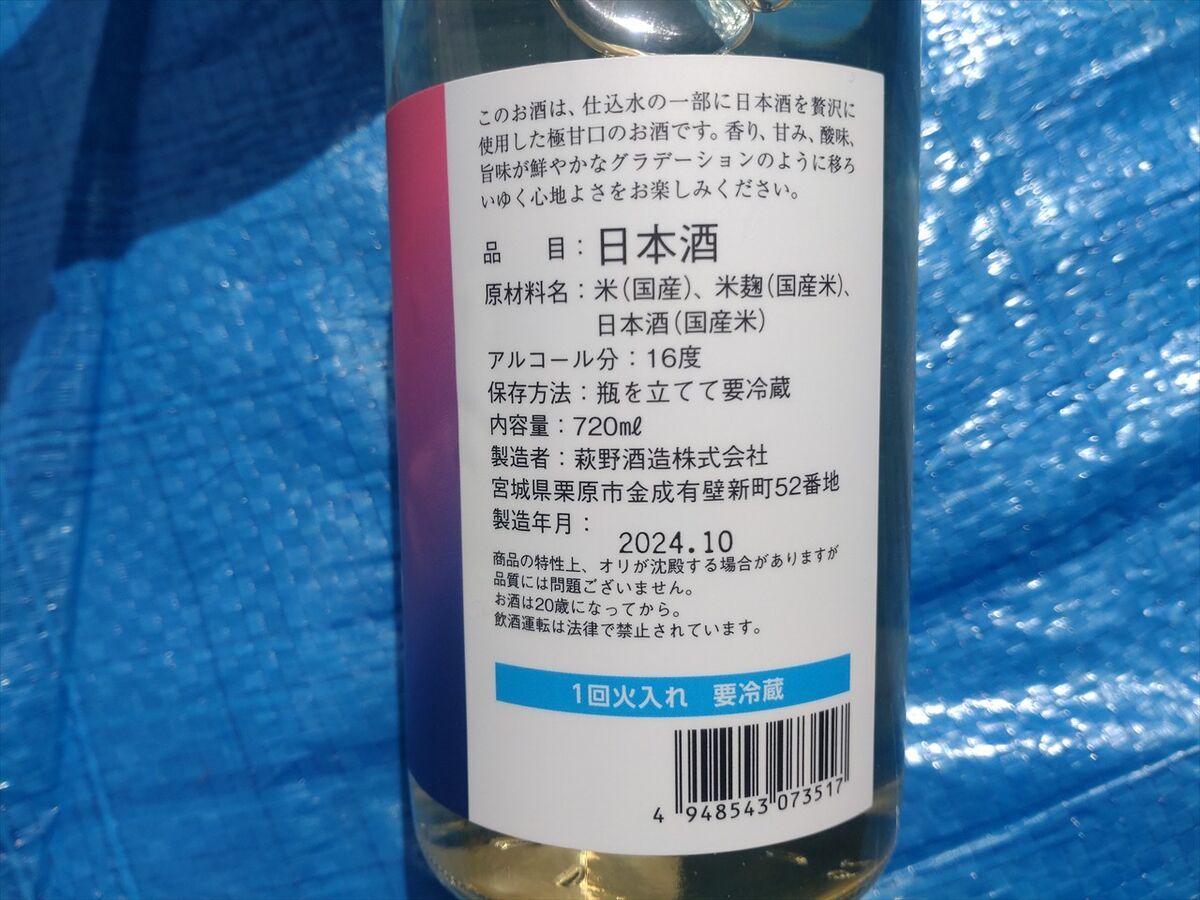 このお酒は、仕込水の一部に日本酒を贅沢に
使用した極甘口のお酒です。香り、甘み、酸味、
旨味が鮮やかなグラデーションのように移ろ
いゆく心地よさをお楽しみください。
品　　目：日本酒
原材料名：米（国産）、米麹（国産米）、
日本酒（国産米）
アルコール分：16度
保存方法：瓶を立てて要冷蔵
内容量：720㎖
製造者：萩野酒造株式会社
宮城県栗原市金成有壁新町52番地
製造年月：
2024.10
商品の特性上、オリが沈殿する場合がありますが
品質には問題ございません。
お酒は20歳になってから。
飲酒運転は法律で禁止されています。
1回火入れ　要冷蔵
4 948543 073517